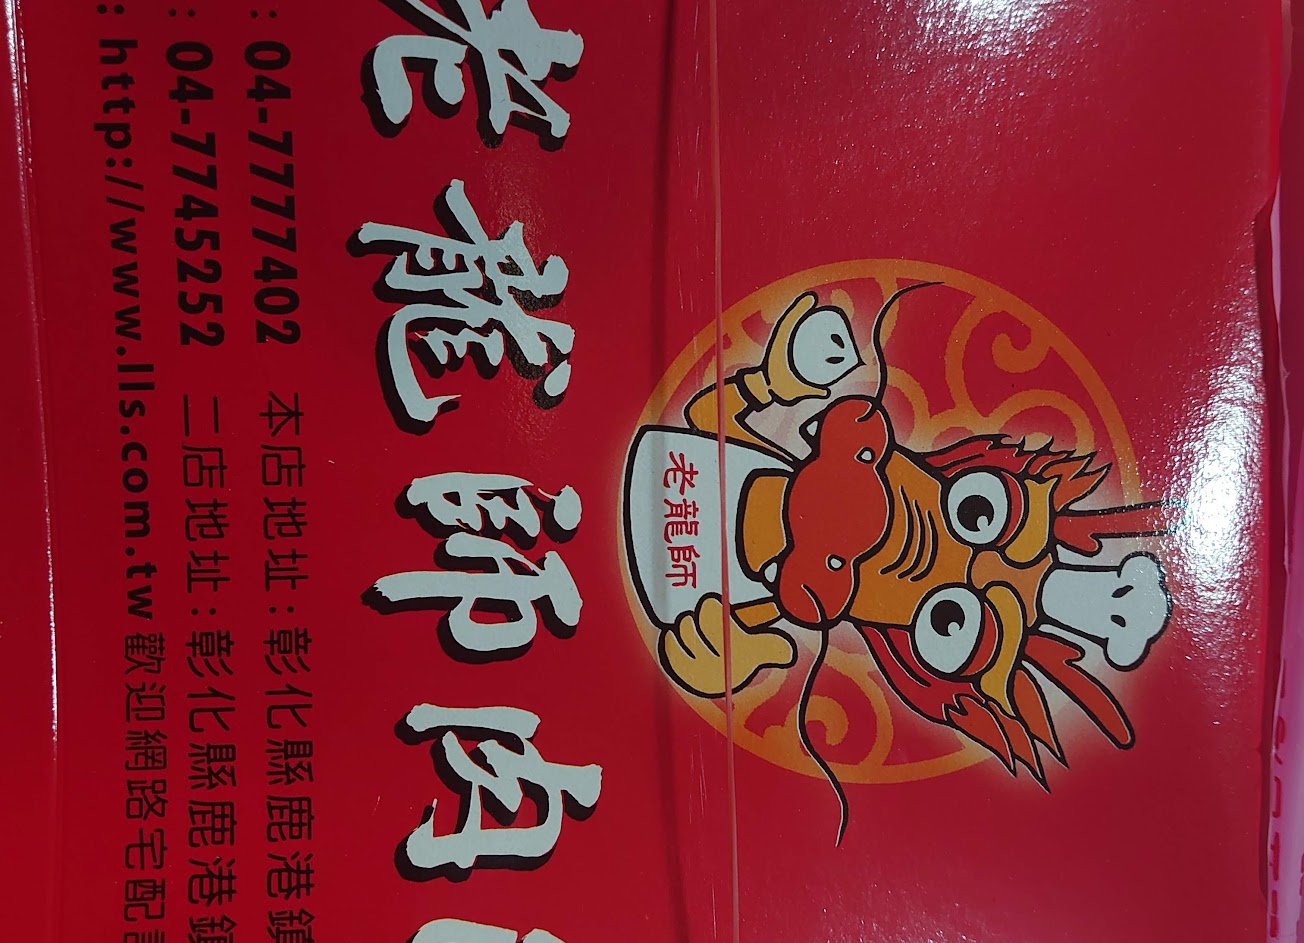 老龍師
老龍師肉
: 04-7777402 本店地址:彰化縣鹿港鎮
: 04-7745252 二店地址:彰化縣鹿港鎮
: http://www.lls.com.tw 歡迎網路宅配